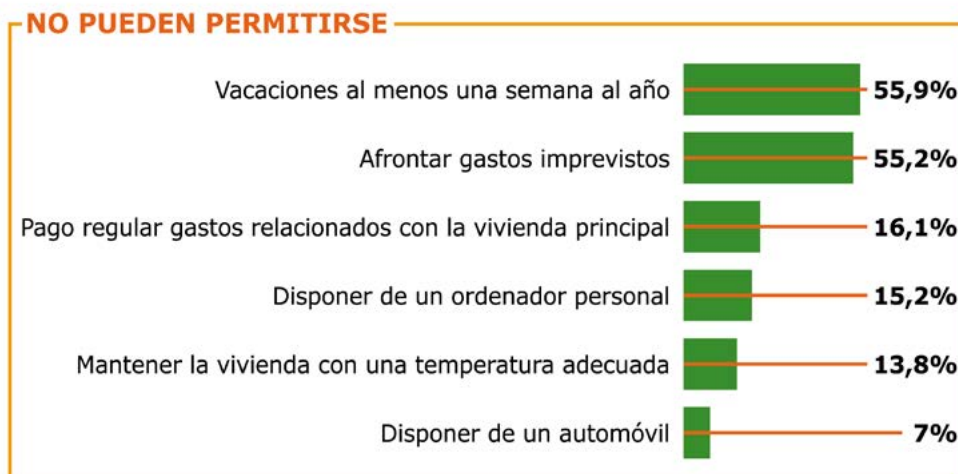 NO PUEDEN PERMITIRSE
Vacaciones al menos una semana al año 55,9%
Afrontar gastos imprevistos 55,2%
Pago regular gastos relacionados con la vivienda principal 16,1%
Disponer de un ordenador personal 15,2%
Mantener la vivienda con una temperatura adecuada 13,8%
Disponer de un automóvil 7%